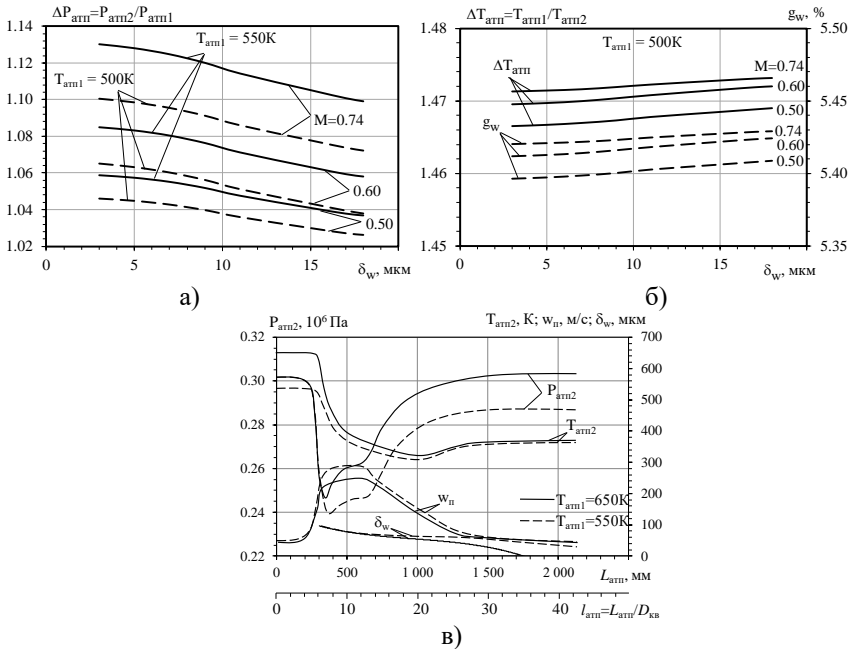 ΔPатп=Pатп2/Pатп1
1.14
1.12
1.10
1.08
1.06
1.04
1.02
Tатп1 = 550K
Tатп1 = 500K
M=0.74
0.60
0.50
0
5
10
15
δw, мкм
а)
ΔTатп=Tатп1/Tатп2
gw, %
1.48
1.47
1.46
1.45
5.50
5.45
5.40
5.35
Tатп1 = 500K
ΔTатп
gw
M=0.74
0.60
0.50
0.74
0.60
0.50
0
5
10
15
δw, мкм
б)
Pатп2, 10⁶ Па
Tатп2, K; wп, м/с; δw, мкм
0.32
0.30
0.28
0.26
0.24
0.22
700
600
500
400
300
200
100
0
Pатп2
Tатп2
wп
δw
Tатп1=650K
Tатп1=550K
0
500
1 000
1 500
2 000
Lатп, мм
0
10
20
30
40
lатп=Lатп/Dкв
в)